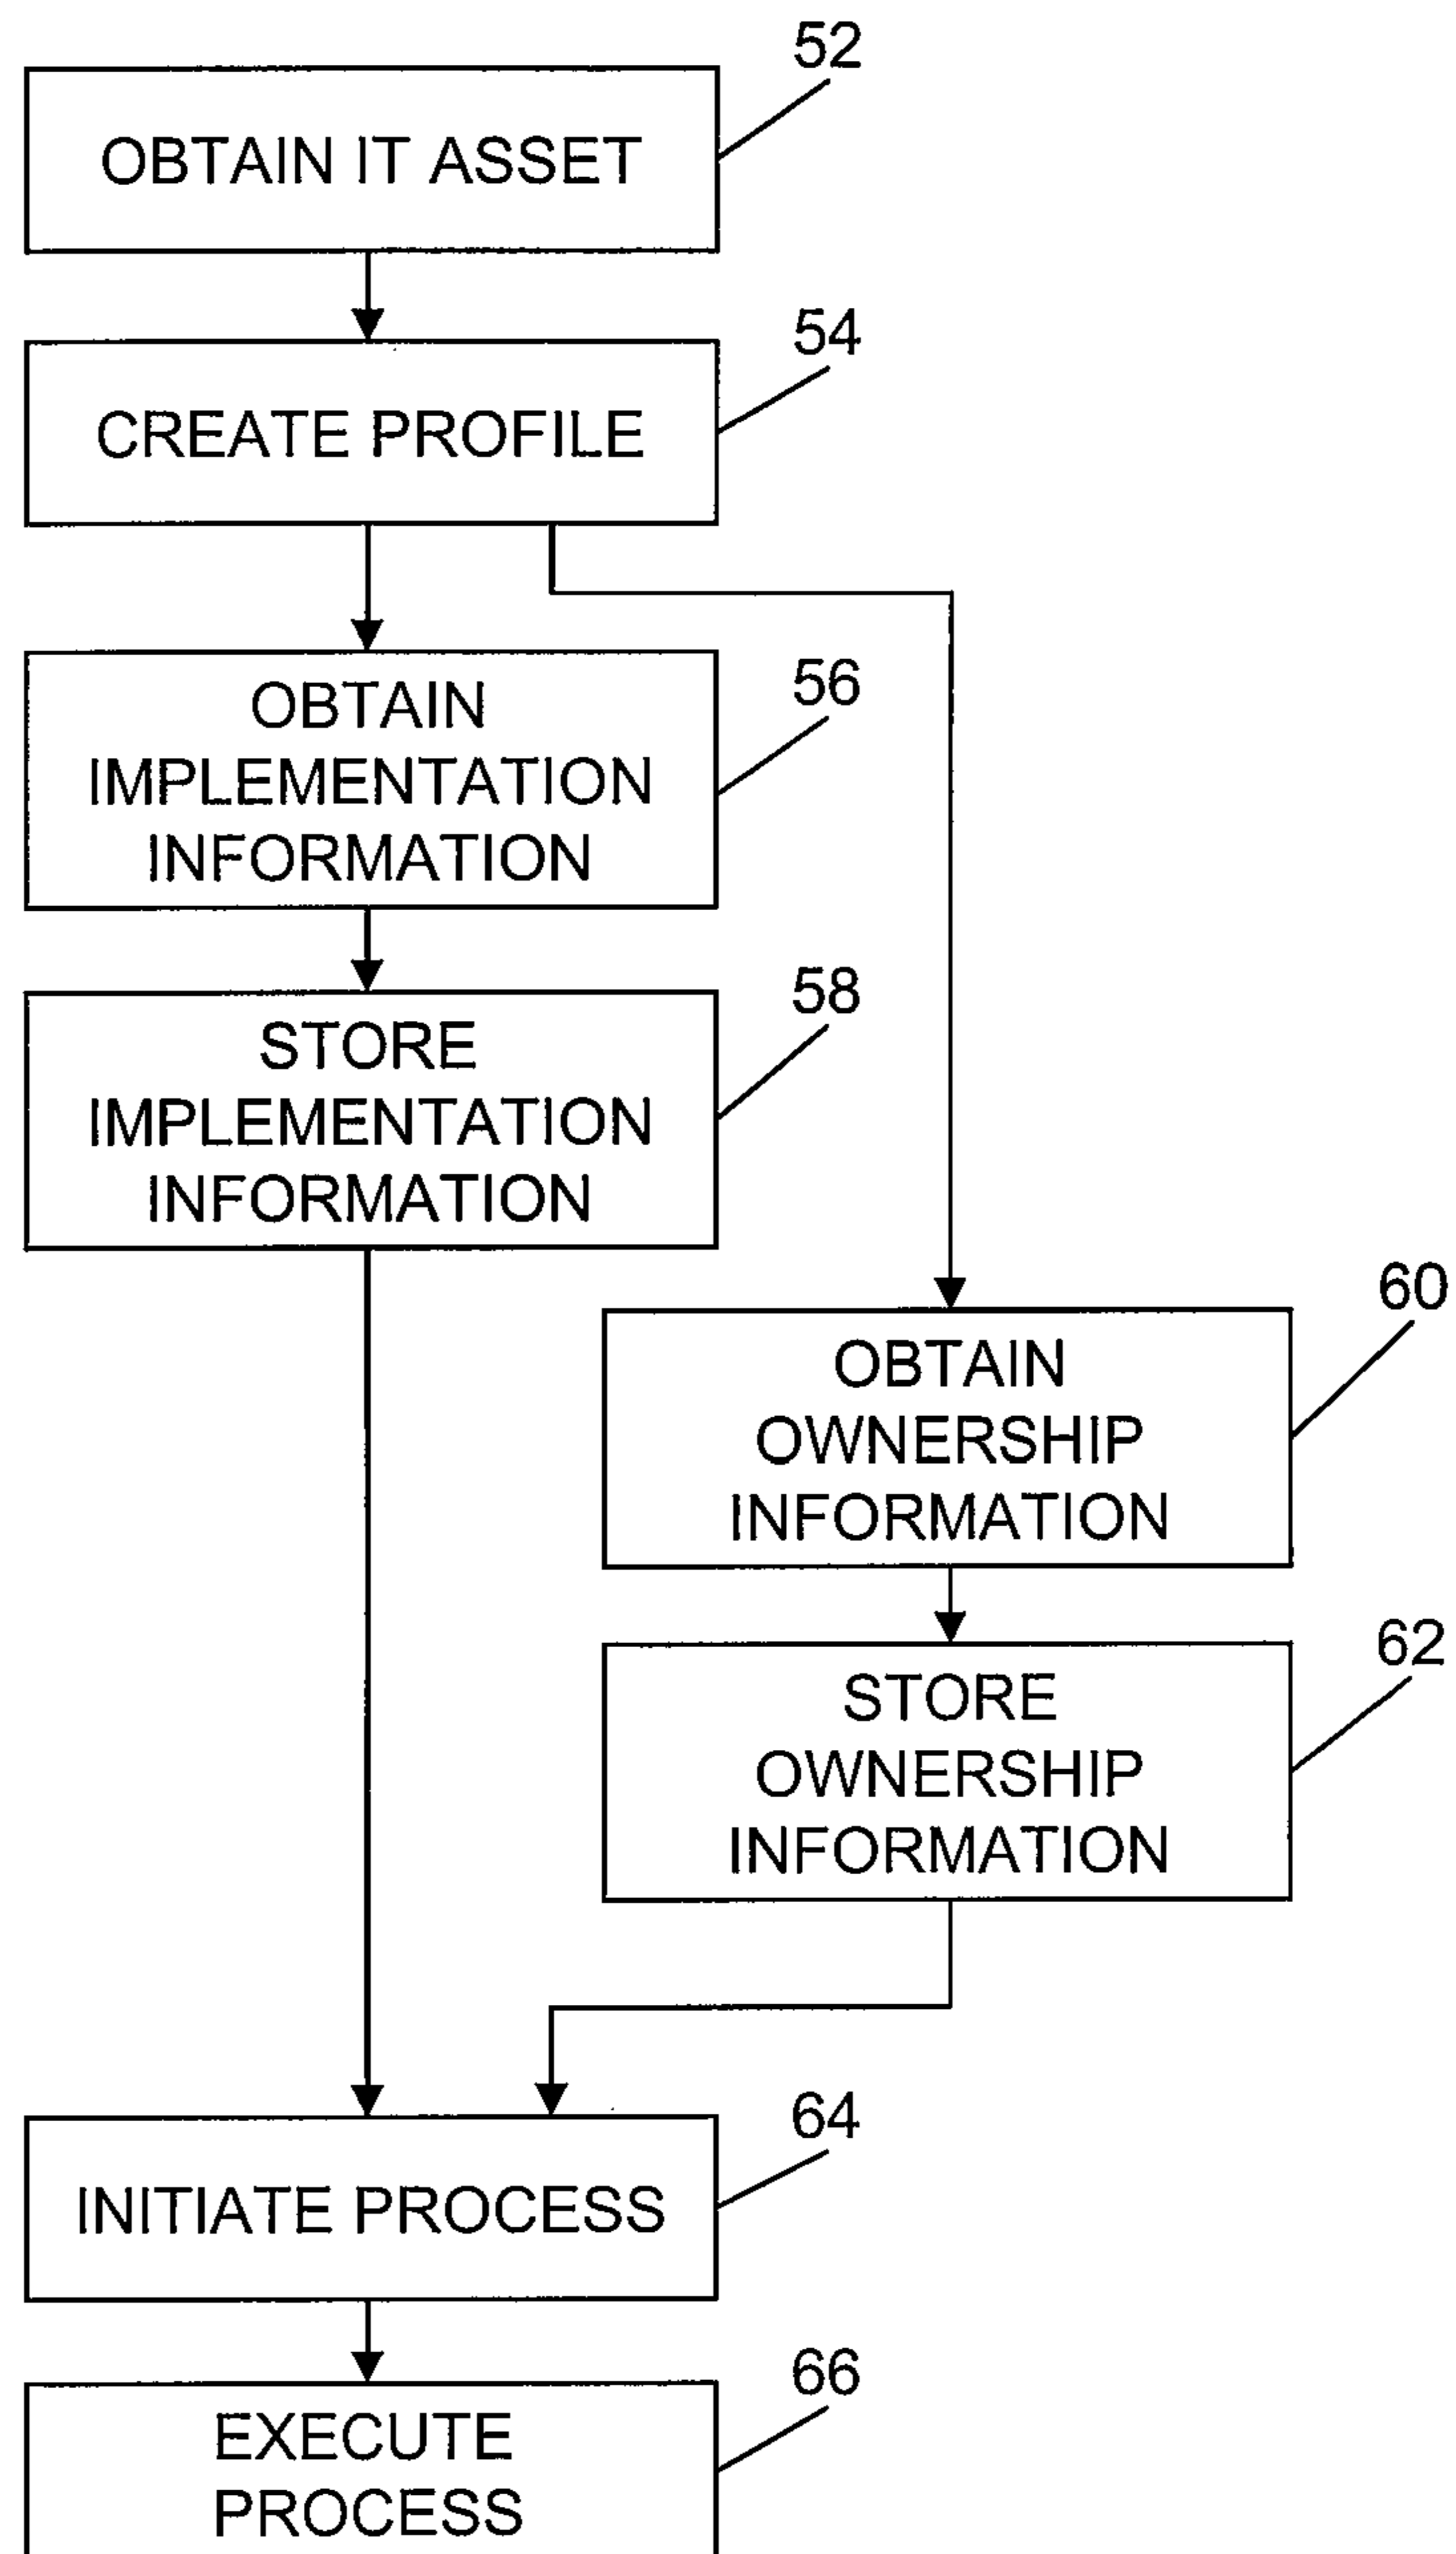 52
OBTAIN IT ASSET
54
CREATE PROFILE
56
OBTAIN
IMPLEMENTATION
INFORMATION
58
STORE
IMPLEMENTATION
INFORMATION
60
OBTAIN
OWNERSHIP
INFORMATION
62
STORE
OWNERSHIP
INFORMATION
64
INITIATE PROCESS
66
EXECUTE
PROCESS